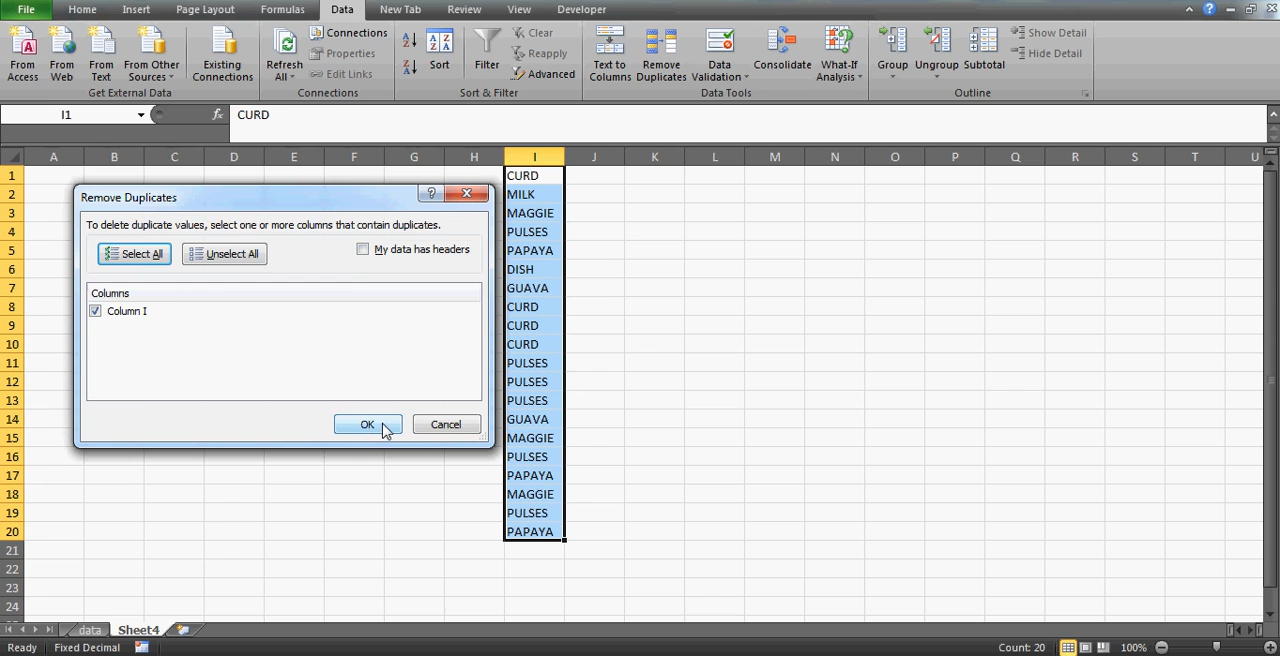 File Home Insert Page Layout Formulas Data New Tab Review View Developer
From Access
From Web
From Text
From Other Sources
Existing Connections
Get External Data
Refresh All
Connections
Properties
Edit Links
Connections
Sort
Filter
Clear
Reapply
Advanced
Sort & Filter
Text to Columns
Remove Duplicates
Data Validation
Consolidate
What-If Analysis
Data Tools
Group
Ungroup
Subtotal
Show Detail
Hide Detail
Outline
I1 fx CURD
A B C D E F G H I J K L M N O P Q R S T U
1 CURD
2 MILK
3 MAGGIE
4 PULSES
5 PAPAYA
6 DISH
7 GUAVA
8 CURD
9 CURD
10 CURD
11 PULSES
12 PULSES
13 PULSES
14 GUAVA
15 MAGGIE
16 PULSES
17 PAPAYA
18 MAGGIE
19 PULSES
20 PAPAYA
21
22
23
24
Remove Duplicates
To delete duplicate values, select one or more columns that contain duplicates.
Select All Unselect All My data has headers
Columns
Column I
OK Cancel
data Sheet4
Ready Fixed Decimal Count: 20 100%